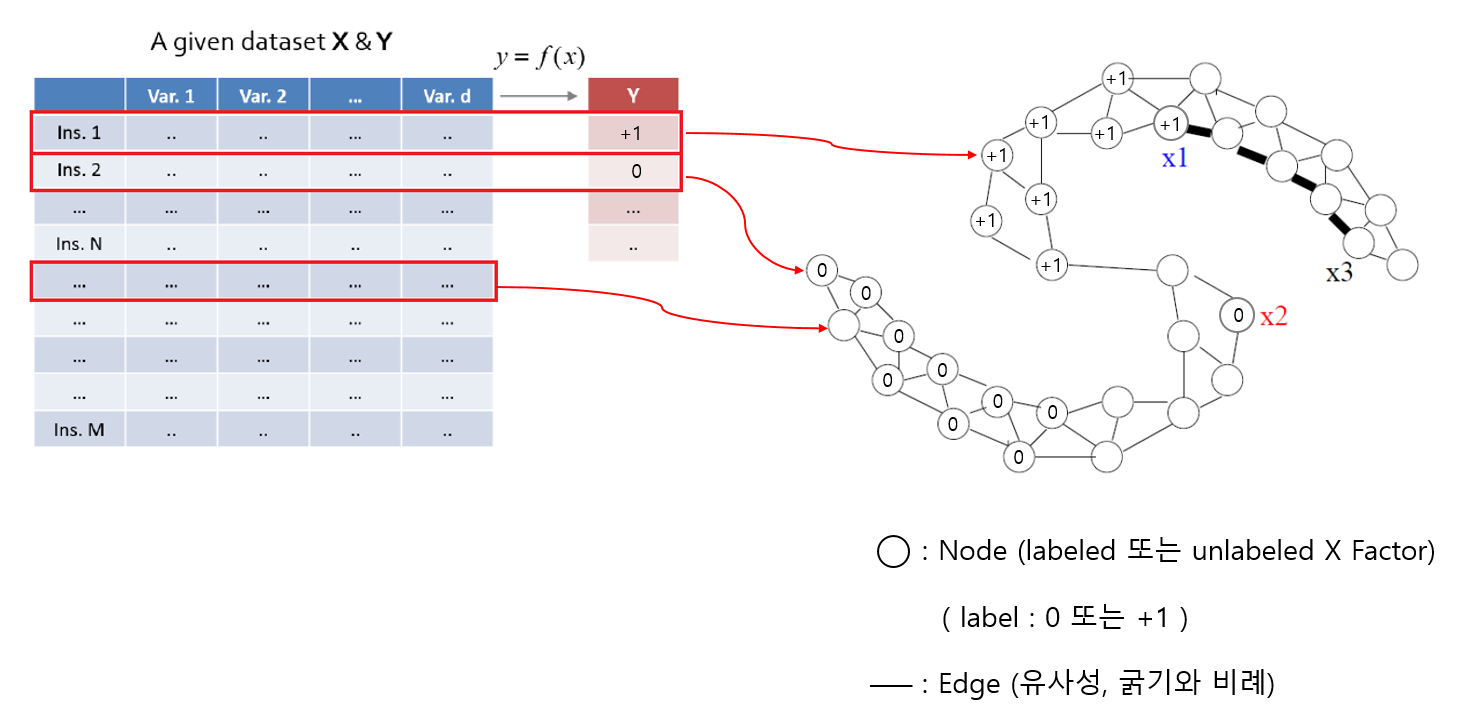 A given dataset X & Y
y = f(x)
Var. 1 Var. 2 ... Var. d Y
Ins. 1 .. .. ... .. +1
Ins. 2 .. .. ... .. 0
... ... ... ... ... ...
Ins. N .. .. .. .. ..
... ... ... ... ...
... ... ... ... ...
... ... ... ... ...
... ... ... ... ...
Ins. M .. .. .. ..
+1
+1 +1 +1
x1
+1
+1
+1
+1
x3
0
0
0 x2
0
0 0
0 0
0
0
: Node (labeled 또는 unlabeled X Factor)
( label : 0 또는 +1 )
: Edge (유사성, 굵기와 비례)